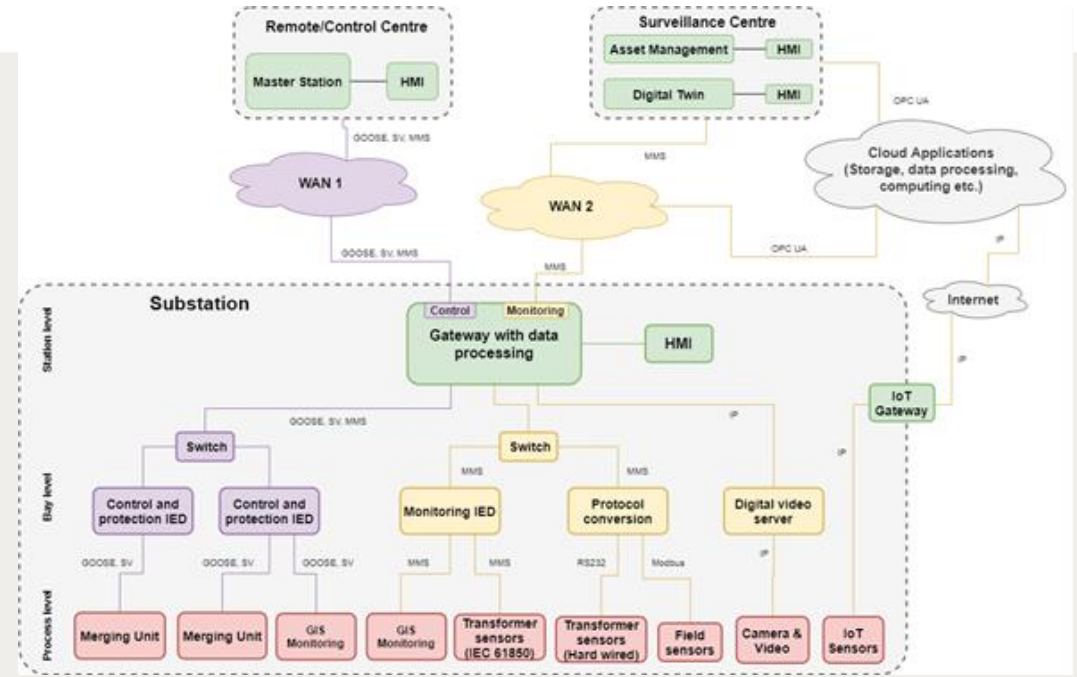 Remote/Control Centre
Master Station
HMI
Surveillance Centre
Asset Management
HMI
Digital Twin
HMI
OPC UA
GOOSE, SV, MMS
MMS
Cloud Applications
(Storage, data processing,
computing etc.)
WAN 1
WAN 2
GOOSE, SV, MMS
MMS
OPC UA
IP
Internet
IP
Substation
Station level
Control
Monitoring
Gateway with data
processing
HMI
IoT
Gateway
GOOSE, SV, MMS
IP
IP
Switch
Switch
MMS
MMS
Bay level
Control and
protection IED
Control and
protection IED
Monitoring IED
Protocol
conversion
Digital video
server
GOOSE, SV
GOOSE, SV
GOOSE, SV
MMS
MMS
RS232
Modbus
IP
Process level
Merging Unit
Merging Unit
GIS
Monitoring
GIS
Monitoring
Transformer
sensors
(IEC 61850)
Transformer
sensors
(Hard wired)
Field
sensors
Camera &
Video
IoT
Sensors